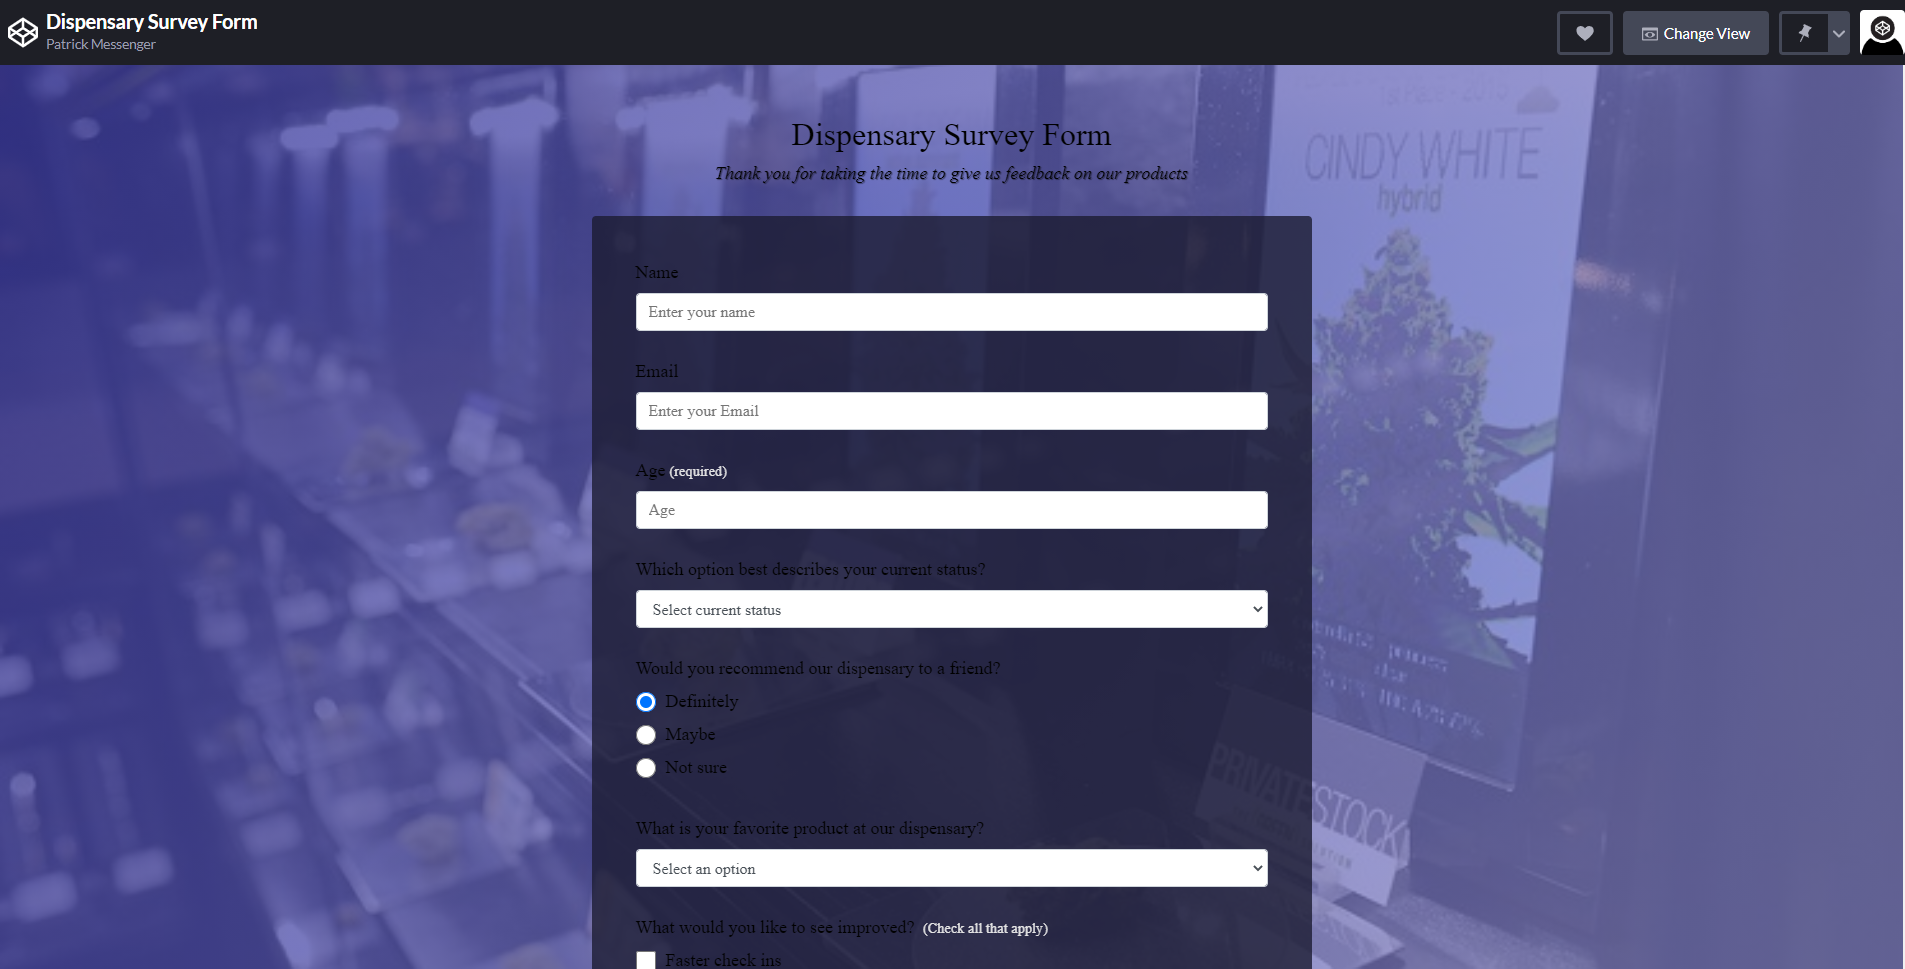 Dispensary Survey Form
Patrick Messenger
Change View
Dispensary Survey Form
Thank you for taking the time to give us feedback on our products
CINDY WHITE
hybrid
Name
Enter your name
Email
Enter your Email
Age (required)
Age
Which option best describes your current status?
Select current status
Would you recommend our dispensary to a friend?
Definitely
Maybe
Not sure
PRIVATE STOCK
What is your favorite product at our dispensary?
Select an option
What would you like to see improved? (Check all that apply)
Faster check ins